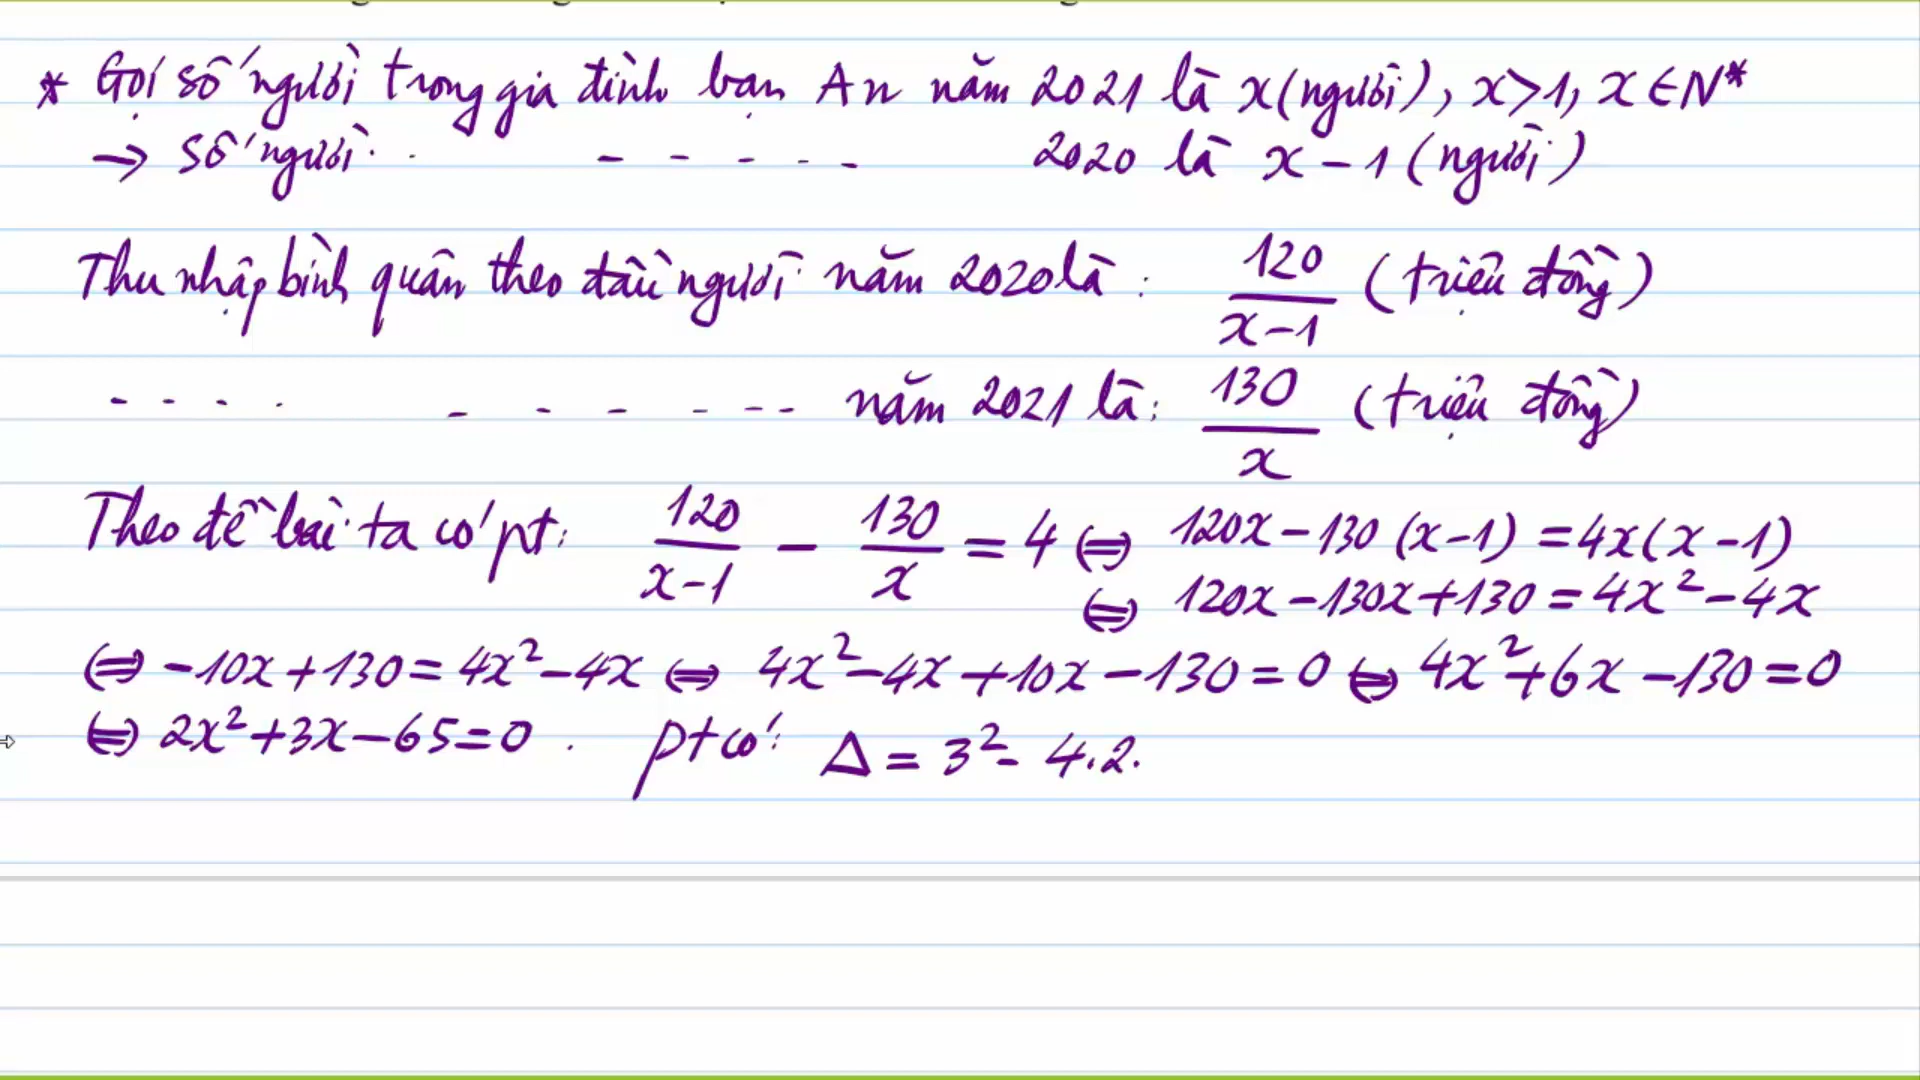 * Gọi số người trong gia đình bạn An năm 2021 là x (người), x>1, x∈N*
→ số người . . - - - - - 2020 là x-1 (người)
Thu nhập bình quân theo đầu người năm 2020 là : 120/(x-1) (triệu đồng)
- - - - - - - - - - năm 2021 là : 130/x (triệu đồng)
Theo đề bài ta có pt: 120/(x-1) - 130/x = 4 ⇔ 120x - 130(x-1) = 4x(x-1)
⇔ 120x - 130x + 130 = 4x² - 4x
⇔ -10x + 130 = 4x² - 4x ⇔ 4x² - 4x + 10x - 130 = 0 ⇔ 4x² + 6x - 130 = 0
⇔ 2x² + 3x - 65 = 0 . pt có: Δ = 3² - 4.2.